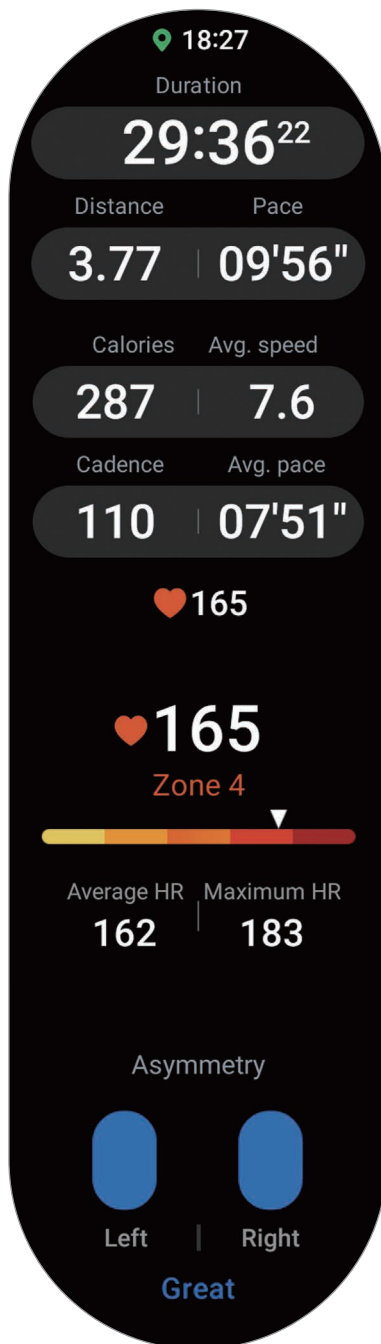 18:27
Duration
29:36 22
Distance Pace
3.77 09'56"
Calories Avg. speed
287 7.6
Cadence Avg. pace
110 07'51"
165
165
Zone 4
Average HR Maximum HR
162 183
Asymmetry
Left Right
Great